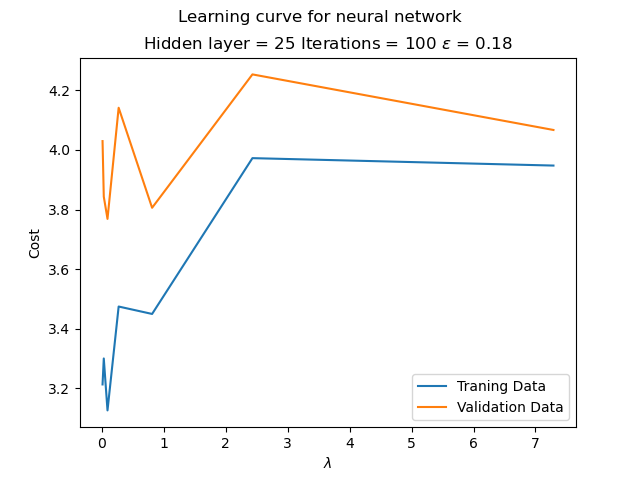 Learning curve for neural network
Hidden layer = 25 Iterations = 100 ε = 0.18
4.2
4.0
3.8
3.6
3.4
3.2
Cost
0 1 2 3 4 5 6 7
λ
Traning Data
Validation Data